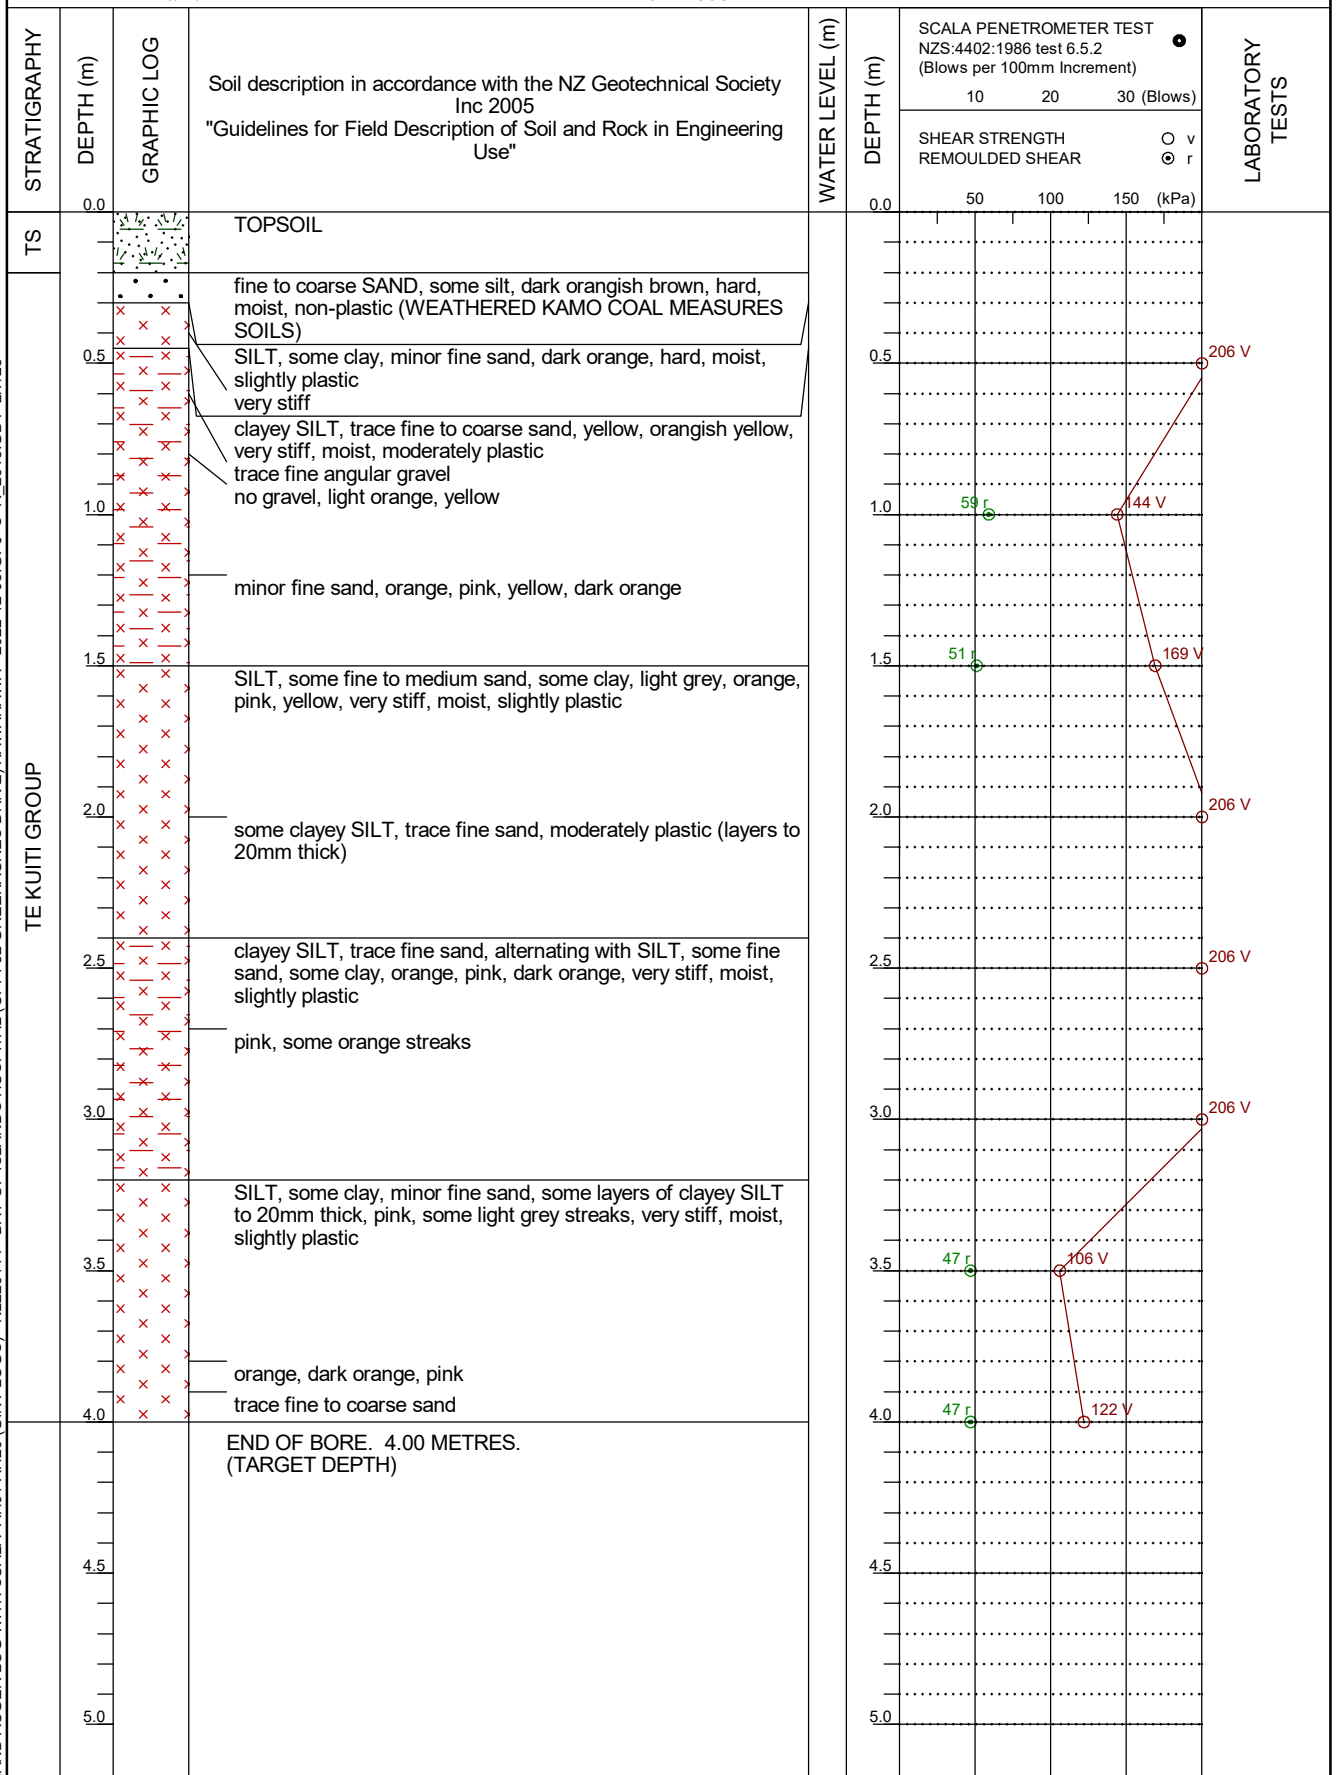 STRATIGRAPHY
DEPTH (m)
GRAPHIC LOG
Soil description in accordance with the NZ Geotechnical Society
Inc 2005
"Guidelines for Field Description of Soil and Rock in Engineering
Use"
WATER LEVEL (m)
DEPTH (m)
SCALA PENETROMETER TEST
NZS:4402:1986 test 6.5.2
(Blows per 100mm Increment)
10 20 30 (Blows)
SHEAR STRENGTH v
REMOULDED SHEAR r
50 100 150 (kPa)
LABORATORY
TESTS
0.0 0.0
TS
TOPSOIL
fine to coarse SAND, some silt, dark orangish brown, hard,
moist, non-plastic (WEATHERED KAMO COAL MEASURES
SOILS)
SILT, some clay, minor fine sand, dark orange, hard, moist,
slightly plastic
very stiff
0.5 0.5 206 V
clayey SILT, trace fine to coarse sand, yellow, orangish yellow,
very stiff, moist, moderately plastic
trace fine angular gravel
no gravel, light orange, yellow
1.0 1.0 59 r 144 V
minor fine sand, orange, pink, yellow, dark orange
1.5 1.5 51 r 169 V
SILT, some fine to medium sand, some clay, light grey, orange,
pink, yellow, very stiff, moist, slightly plastic
TE KUITI GROUP
2.0 2.0 206 V
some clayey SILT, trace fine sand, moderately plastic (layers to
20mm thick)
clayey SILT, trace fine sand, alternating with SILT, some fine
sand, some clay, orange, pink, dark orange, very stiff, moist,
slightly plastic
2.5 2.5 206 V
pink, some orange streaks
3.0 3.0 206 V
SILT, some clay, minor fine sand, some layers of clayey SILT
to 20mm thick, pink, some light grey streaks, very stiff, moist,
slightly plastic
3.5 3.5 47 r 106 V
orange, dark orange, pink
trace fine to coarse sand
4.0 4.0 47 r 122 V
END OF BORE. 4.00 METRES.
(TARGET DEPTH)
4.5 4.5
5.0 5.0